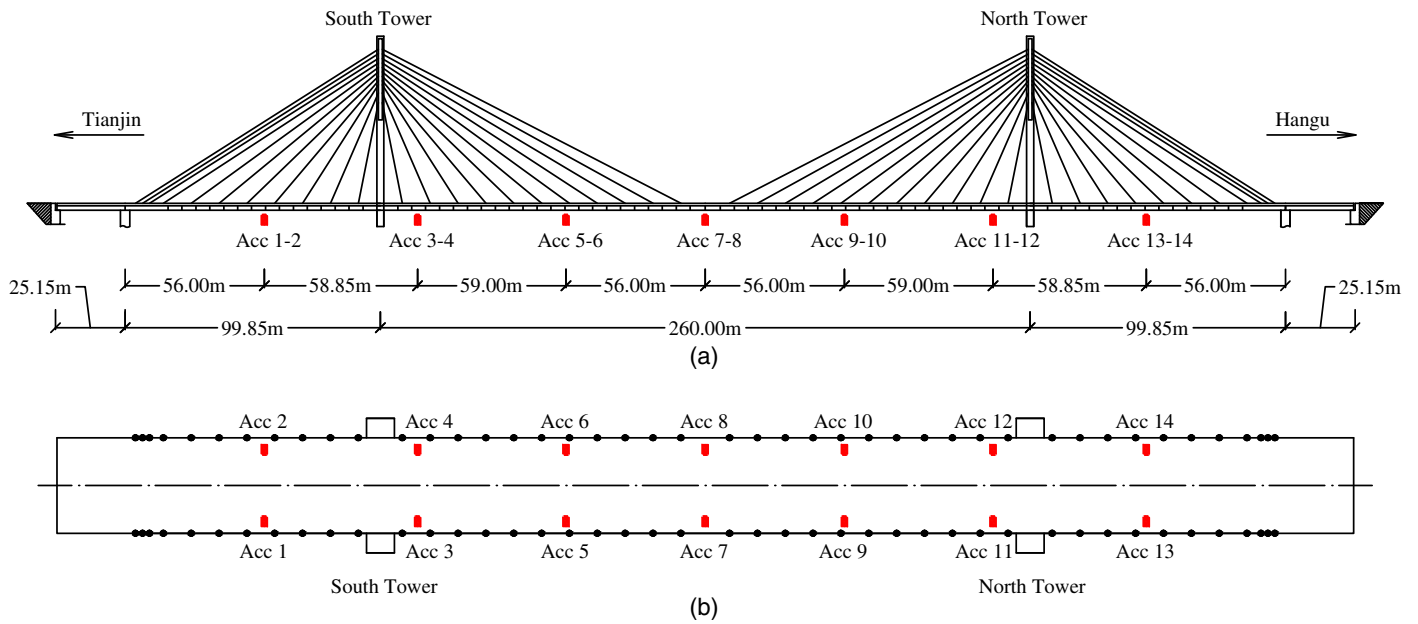 South Tower North Tower
Tianjin Hangu
Acc 1-2 Acc 3-4 Acc 5-6 Acc 7-8 Acc 9-10 Acc 11-12 Acc 13-14
56.00m 58.85m 59.00m 56.00m 56.00m 59.00m 58.85m 56.00m
25.15m 25.15m
99.85m 260.00m 99.85m
(a)
Acc 2 Acc 4 Acc 6 Acc 8 Acc 10 Acc 12 Acc 14
Acc 1 Acc 3 Acc 5 Acc 7 Acc 9 Acc 11 Acc 13
South Tower North Tower
(b)